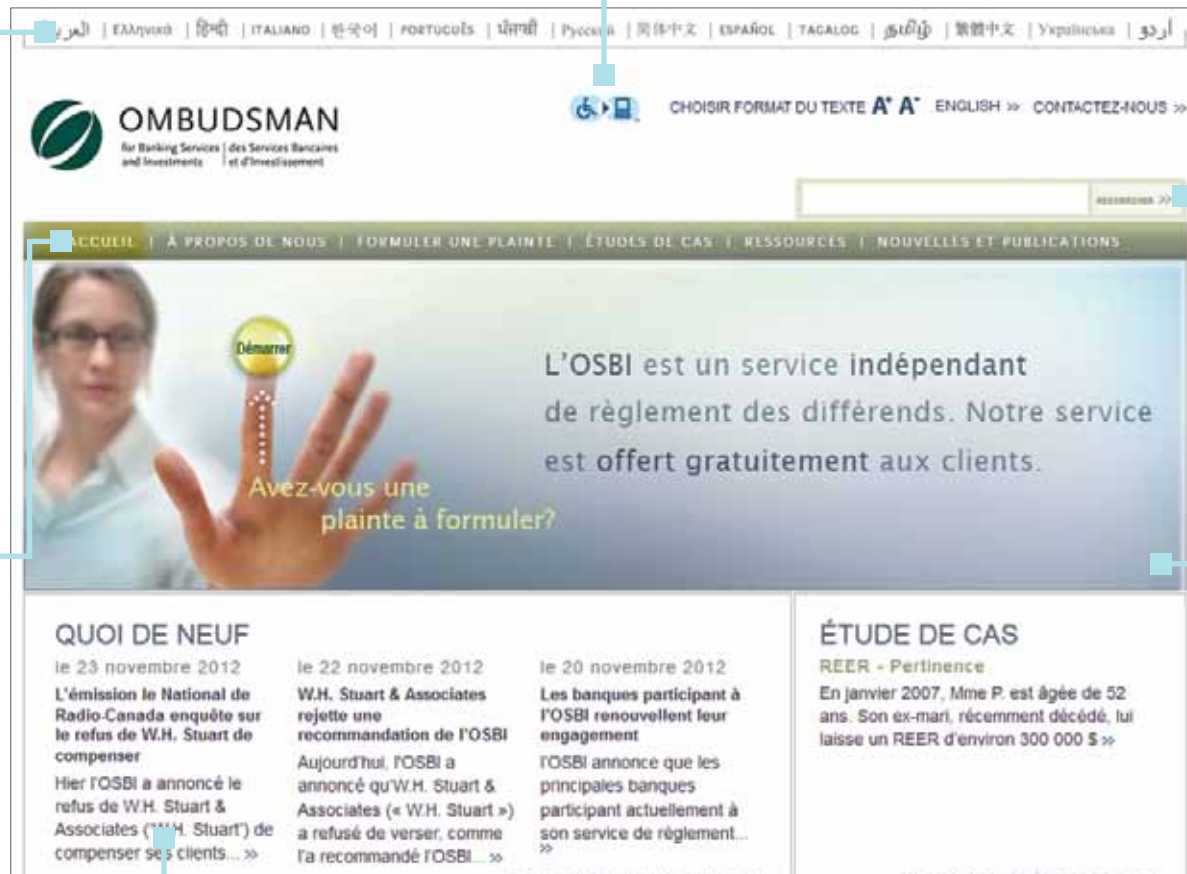 العربية | Ελληνικά | हिन्दी | ITALIANO | 한국어 | PORTUGUÊS | ਪੰਜਾਬੀ | Русский | 简体中文 | ESPAÑOL | TAGALOG | தமிழ் | 繁體中文 | Українська | اُردو
CHOISIR FORMAT DU TEXTE A+ A- ENGLISH » CONTACTEZ-NOUS »
OMBUDSMAN
for Banking Services | des Services Bancaires
and Investments | et d'Investissement
ACCUEIL | À PROPOS DE NOUS | FORMULER UNE PLAINTE | ÉTUDES DE CAS | RESSOURCES | NOUVELLES ET PUBLICATIONS
Démarrer
Avez-vous une
plainte à formuler?
L'OSBI est un service indépendant
de règlement des différends. Notre service
est offert gratuitement aux clients.
QUOI DE NEUF
le 23 novembre 2012
L'émission le National de
Radio-Canada enquête sur
le refus de W.H. Stuart de
compenser
Hier l'OSBI a annoncé le
refus de W.H. Stuart &
Associates ('W.H. Stuart') de
compenser ses clients... »
le 22 novembre 2012
W.H. Stuart & Associates
rejette une
recommandation de l'OSBI
Aujourd'hui, l'OSBI a
annoncé qu'W.H. Stuart &
Associates (« W.H. Stuart »)
a refusé de verser, comme
l'a recommandé l'OSBI... »
le 20 novembre 2012
Les banques participant à
l'OSBI renouvellent leur
engagement
l'OSBI annonce que les
principales banques
participant actuellement à
son service de règlement...
»
ÉTUDE DE CAS
REER - Pertinence
En janvier 2007, Mme P. est âgée de 52
ans. Son ex-mari, récemment décédé, lui
laisse un REER d'environ 300 000 $ »